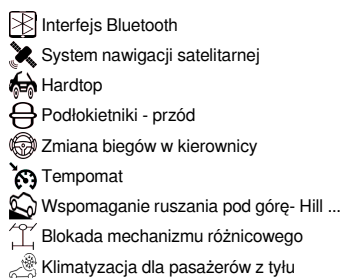 Interfejs Bluetooth
System nawigacji satelitarnej
Hardtop
Podłokietniki - przód
Zmiana biegów w kierownicy
Tempomat
Wspomaganie ruszania pod górę- Hill ...
Blokada mechanizmu różnicowego
Klimatyzacja dla pasażerów z tyłu